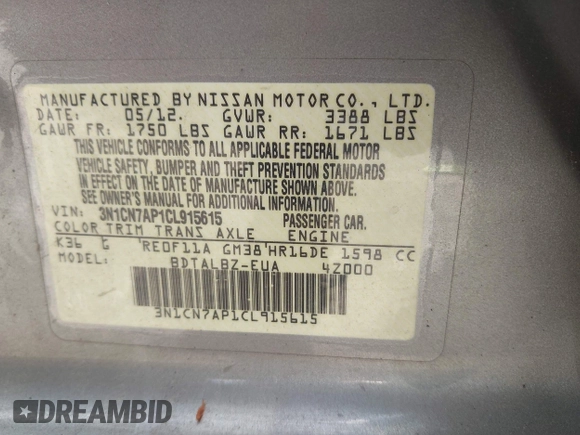 MANUFACTURED BY NISSAN MOTOR CO., LTD.
DATE: 05/12. GVWR: 3388 LBS
GAWR FR: 1750 LBS GAWR RR: 1671 LBS
THIS VEHICLE CONFORMS TO ALL APPLICABLE FEDERAL MOTOR
VEHICLE SAFETY, BUMPER AND THEFT PREVENTION STANDARDS
IN EFFECT ON THE DATE OF MANUFACTURE SHOWN ABOVE.
SEE OWNER'S MANUAL FOR ADDITIONAL INFORMATION.
VIN: 3N1CN7AP1CL915615 PASSENGER CAR.
COLOR TRIM TRANS AXLE ENGINE
K36 G RE0F11A GM38 HR16DE 1598 CC
MODEL: BDTALBZ-EUA 4Z000
3N1CN7AP1CL915615
DREAMBID